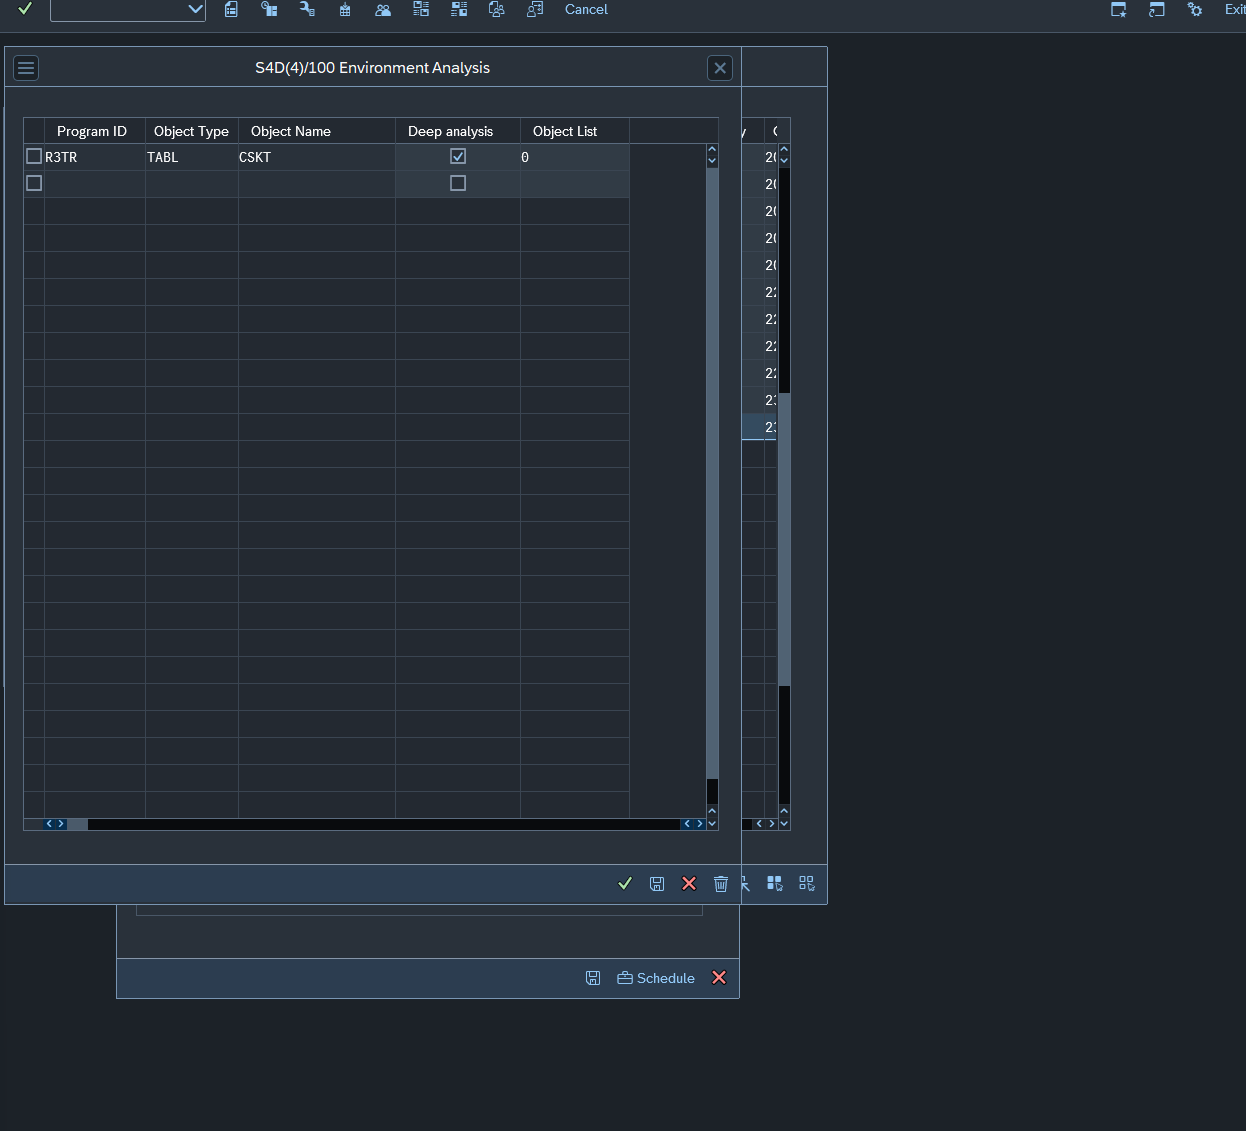 Cancel
Exit
S4D(4)/100 Environment Analysis
Program ID Object Type Object Name Deep analysis Object List
R3TR TABL CSKT 0
Schedule